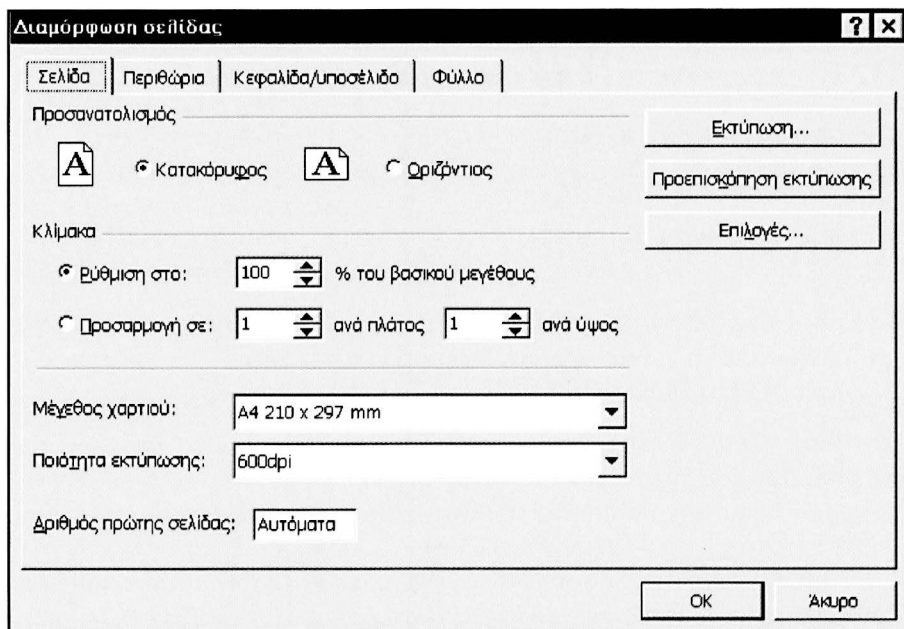 Διαμόρφωση σελίδας
Σελίδα Περιθώρια Κεφαλίδα/υποσέλιδο Φύλλο
Προσανατολισμός
A Κατακόρυφος A Οριζόντιος
Κλίμακα
Ρύθμιση στο: 100 % του βασικού μεγέθους
Προσαρμογή σε: 1 ανά πλάτος 1 ανά ύψος
Μέγεθος χαρτιού: A4 210 x 297 mm
Ποιότητα εκτύπωσης: 600dpi
Αριθμός πρώτης σελίδας: Αυτόματα
Εκτύπωση...
Προεπισκόπηση εκτύπωσης
Επιλογές...
OK Άκυρο